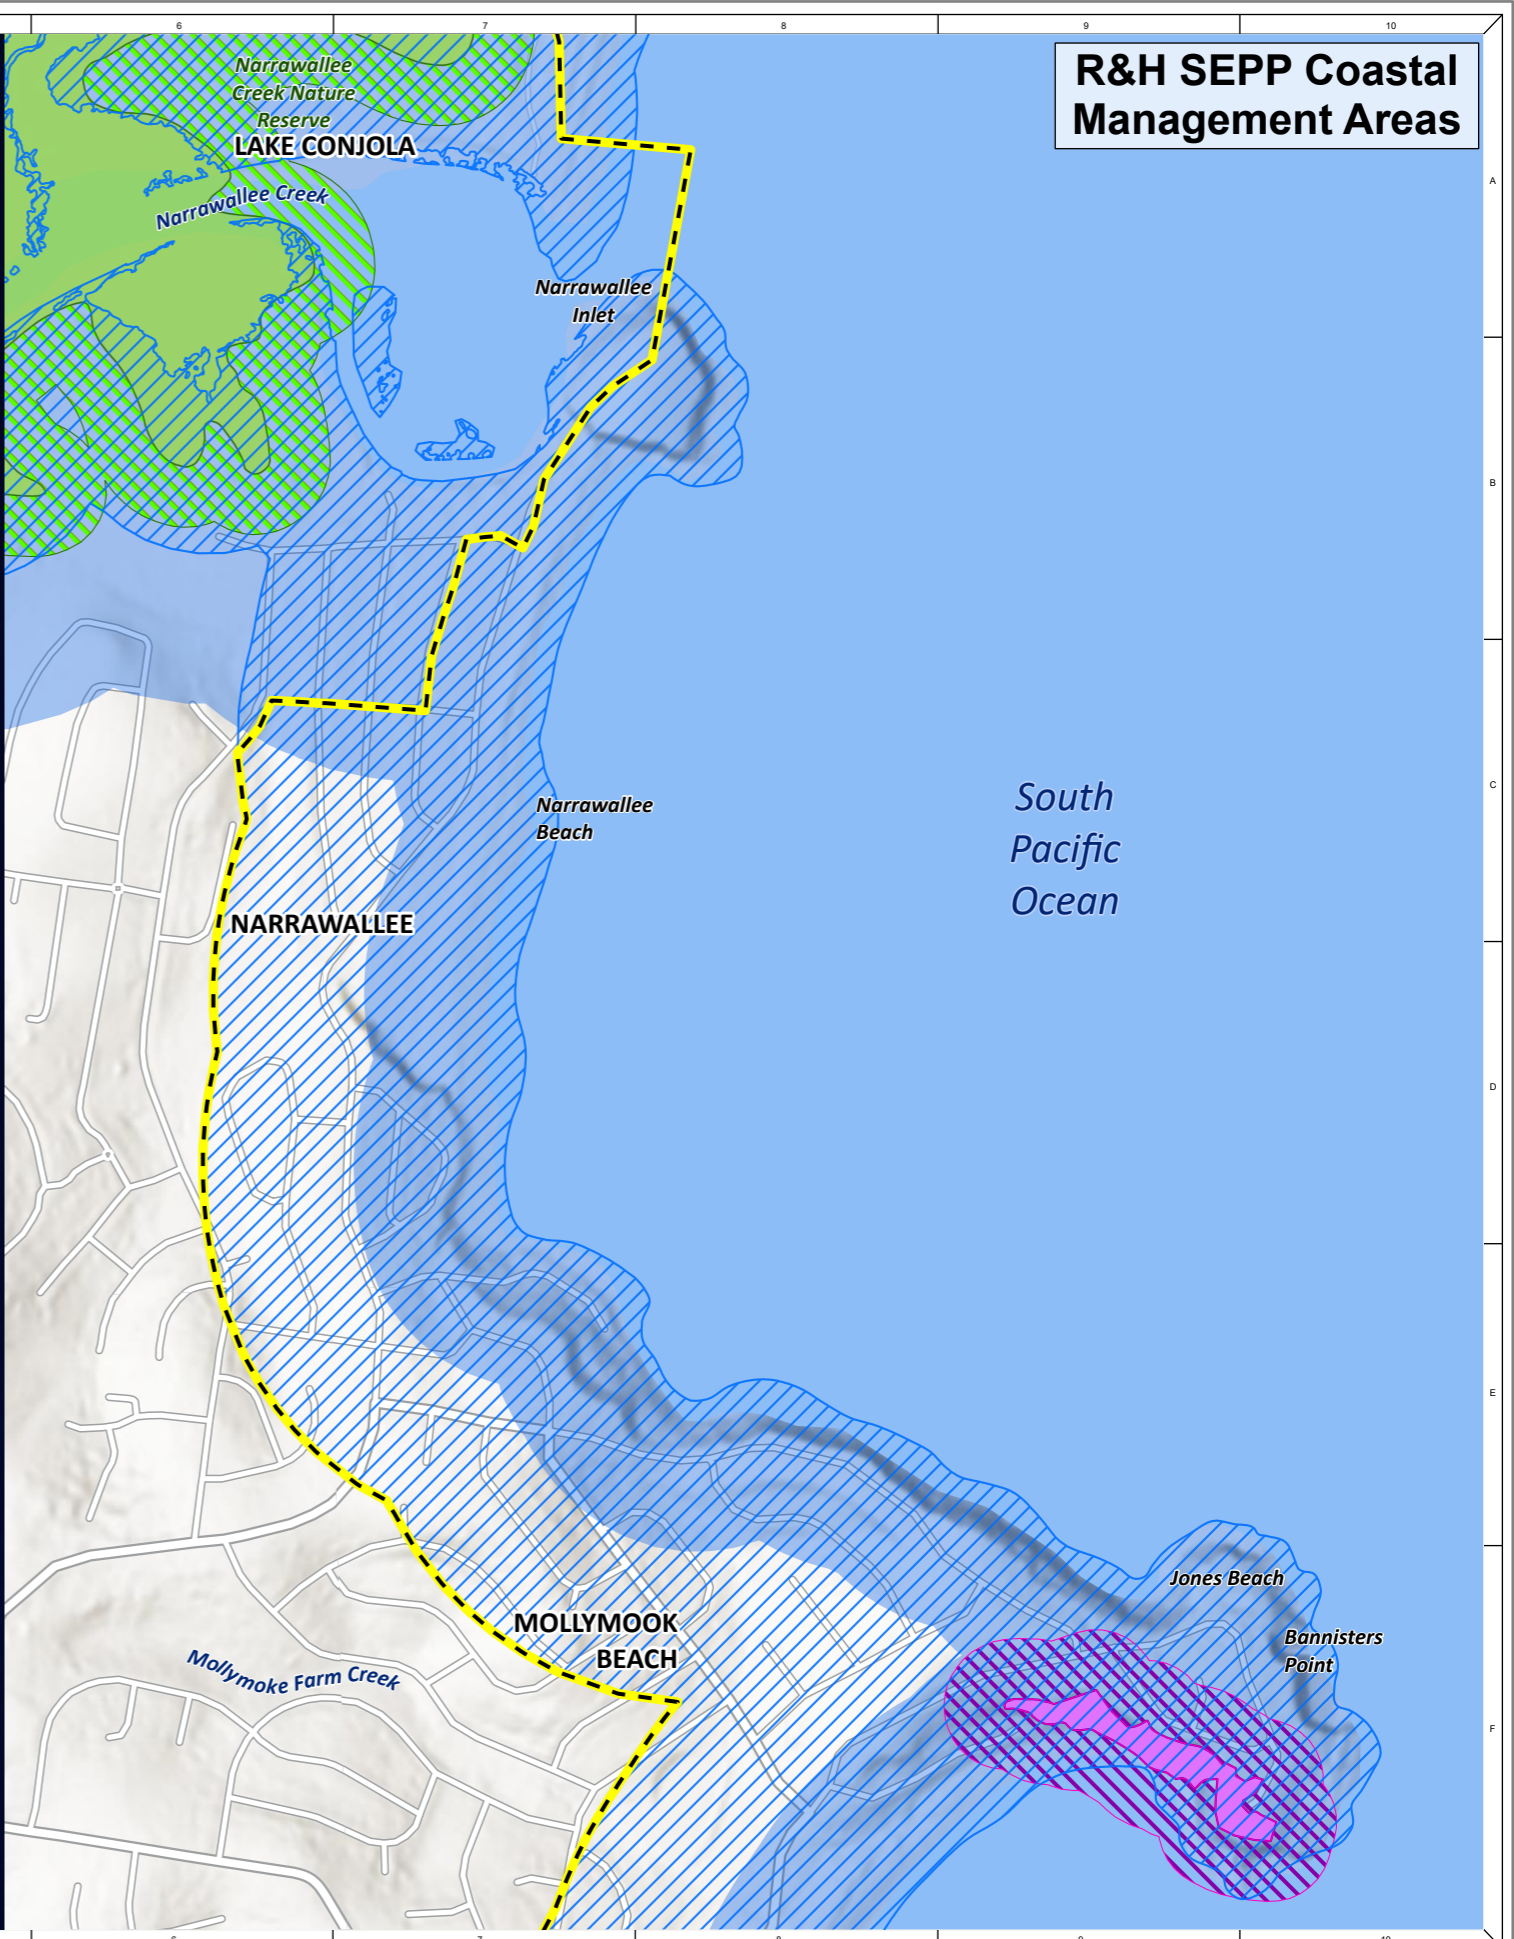 6 7 8 9 10
R&H SEPP Coastal
Management Areas
Narrawallee
Creek Nature
Reserve
LAKE CONJOLA
A
Narrawallee Creek
Narrawallee
Inlet
B
C
South
Pacific
Ocean
Narrawallee
Beach
NARRAWALLEE
D
E
Jones Beach
MOLLYMOOK
BEACH
Bannisters
Point
Mollymoke Farm Creek
F